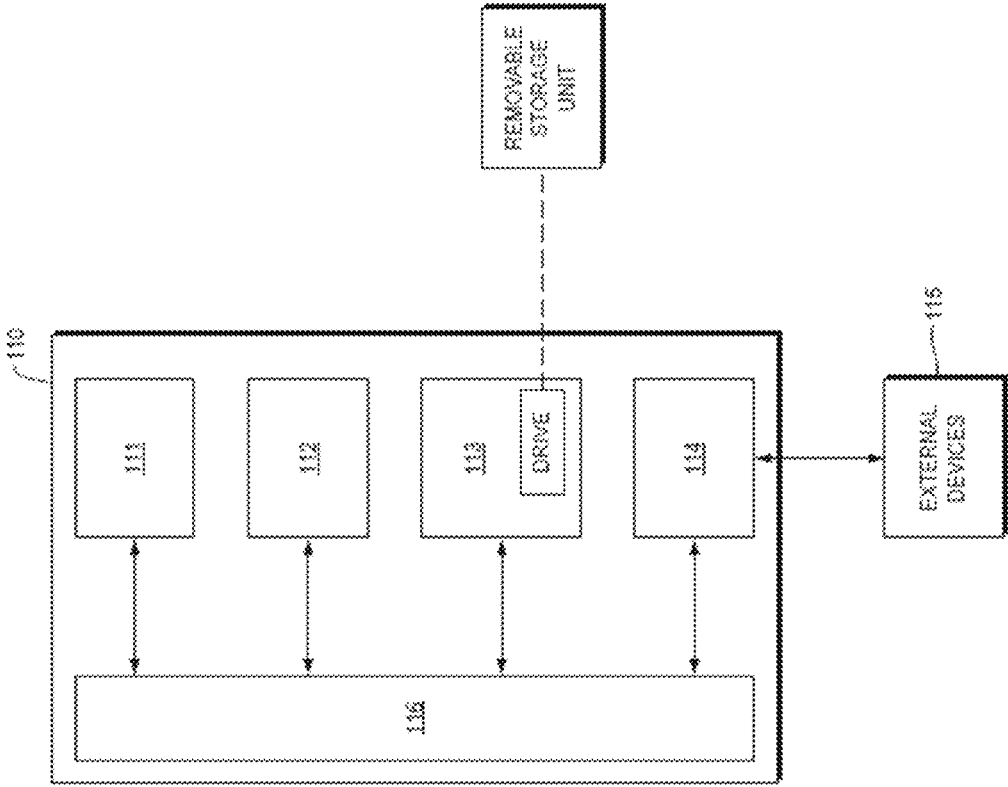 110
111
112
113
DRIVE
114
116
REMOVABLE
STORAGE
UNIT
EXTERNAL
DEVICES
115